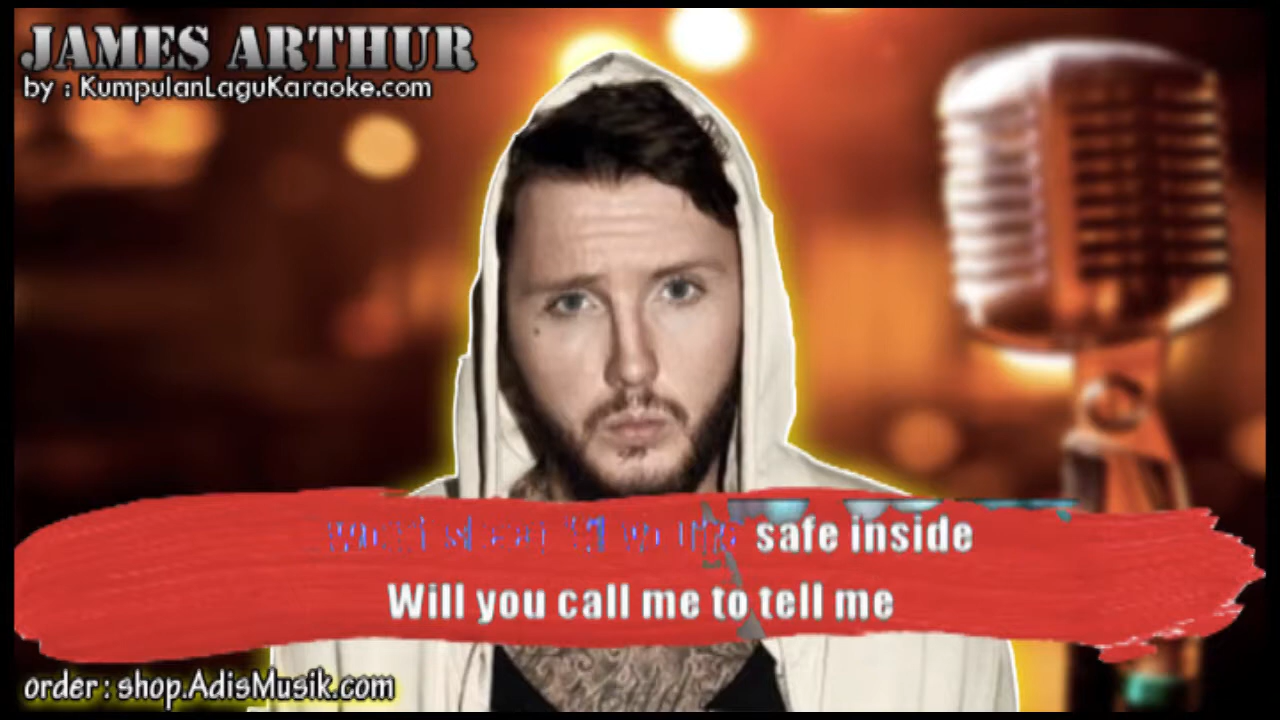 JAMES ARTHUR
by : KumpulanLaguKaraoke.com
safe inside
Will you call me to tell me
order : shop.AdisMusik.com